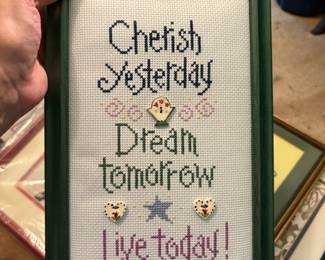 Cherish
yesterday
Dream
tomorrow
Live today!